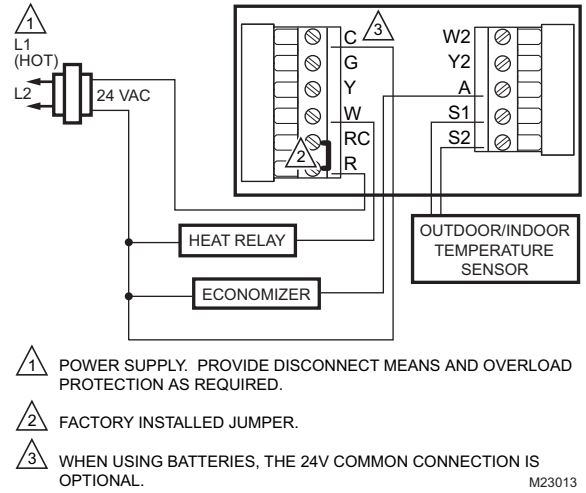 1
L1
(HOT)
L2
24 VAC
3
C
G
Y
W
RC
2
R
W2
Y2
A
S1
S2
HEAT RELAY
ECONOMIZER
OUTDOOR/INDOOR
TEMPERATURE
SENSOR
1 POWER SUPPLY. PROVIDE DISCONNECT MEANS AND OVERLOAD
PROTECTION AS REQUIRED.
2 FACTORY INSTALLED JUMPER.
3 WHEN USING BATTERIES, THE 24V COMMON CONNECTION IS
OPTIONAL.
M23013